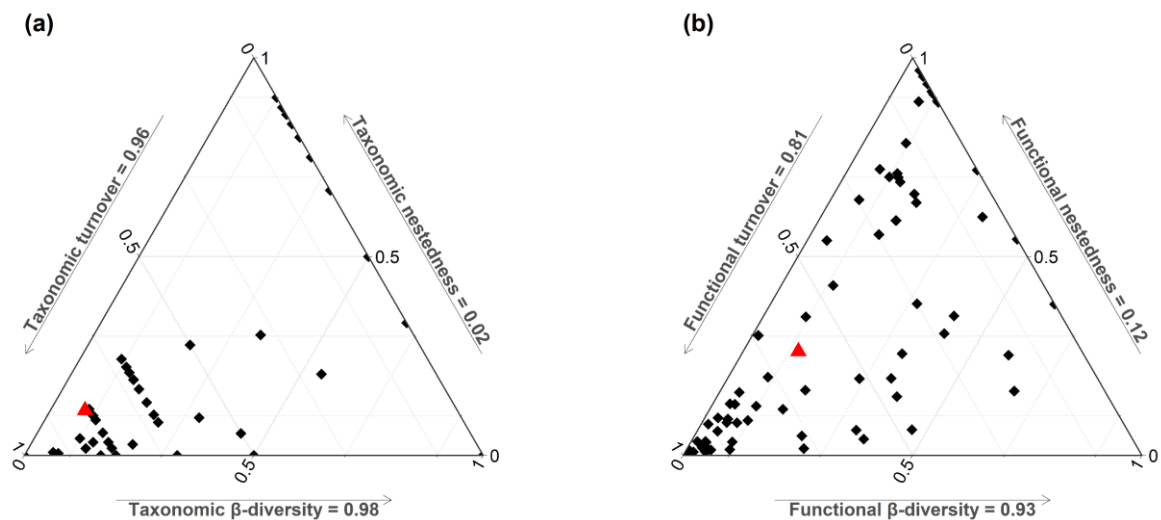 (a)
0
1
Taxonomic turnover = 0.96
Taxonomic nestedness = 0.02
0.5
0.5
1
0
0.5
1
Taxonomic β-diversity = 0.98
(b)
0
1
Functional turnover = 0.81
Functional nestedness = 0.12
0.5
0.5
1
0
0.5
1
Functional β-diversity = 0.93